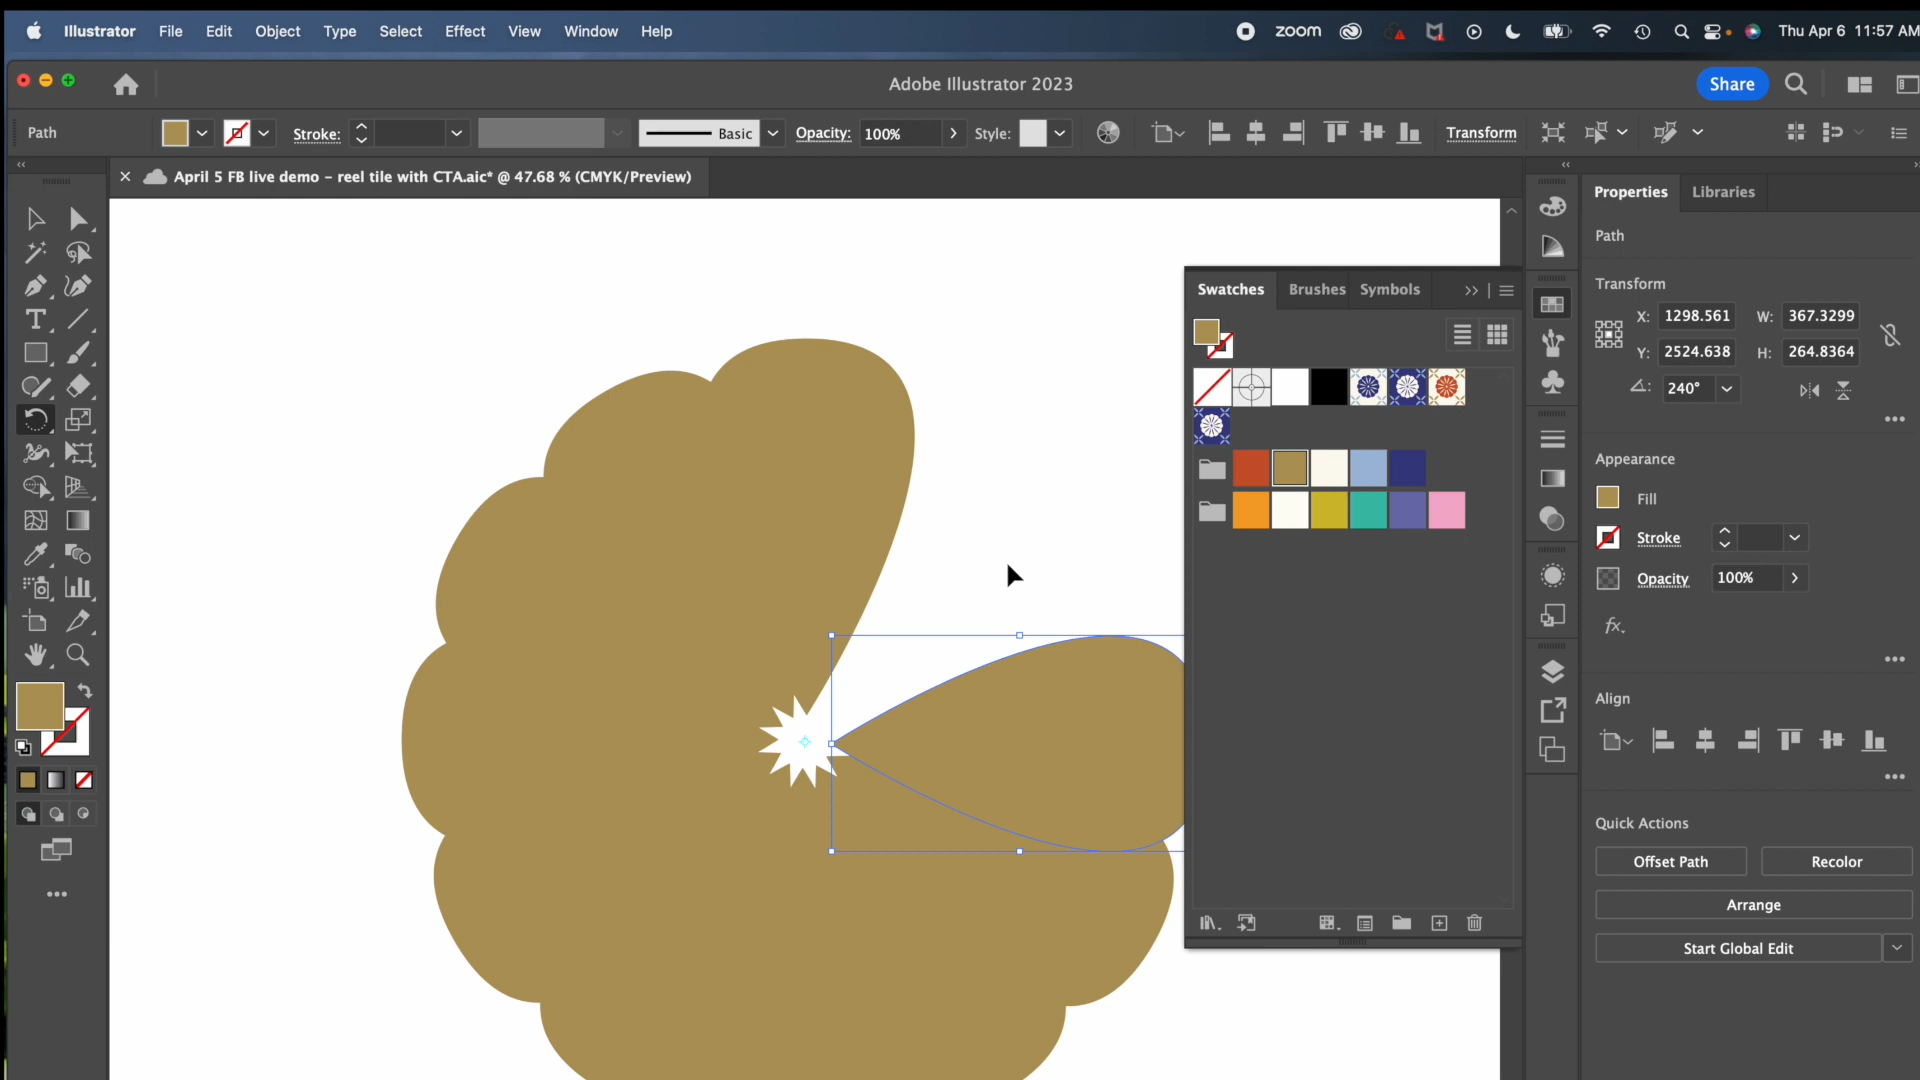 Illustrator File Edit Object Type Select Effect View Window Help zoom Thu Apr 6 11:57 AM
Adobe Illustrator 2023 Share
Path Stroke: Basic Opacity: 100% Style: Transform
× April 5 FB live demo – reel tile with CTA.aic* @ 47.68 % (CMYK/Preview)
Properties Libraries
Path
Transform
X: 1298.561 W: 367.3299
Y: 2524.638 H: 264.8364
240°
Appearance
Fill
Stroke
Opacity 100%
fx.
Align
Quick Actions
Offset Path Recolor
Arrange
Start Global Edit
Swatches Brushes Symbols